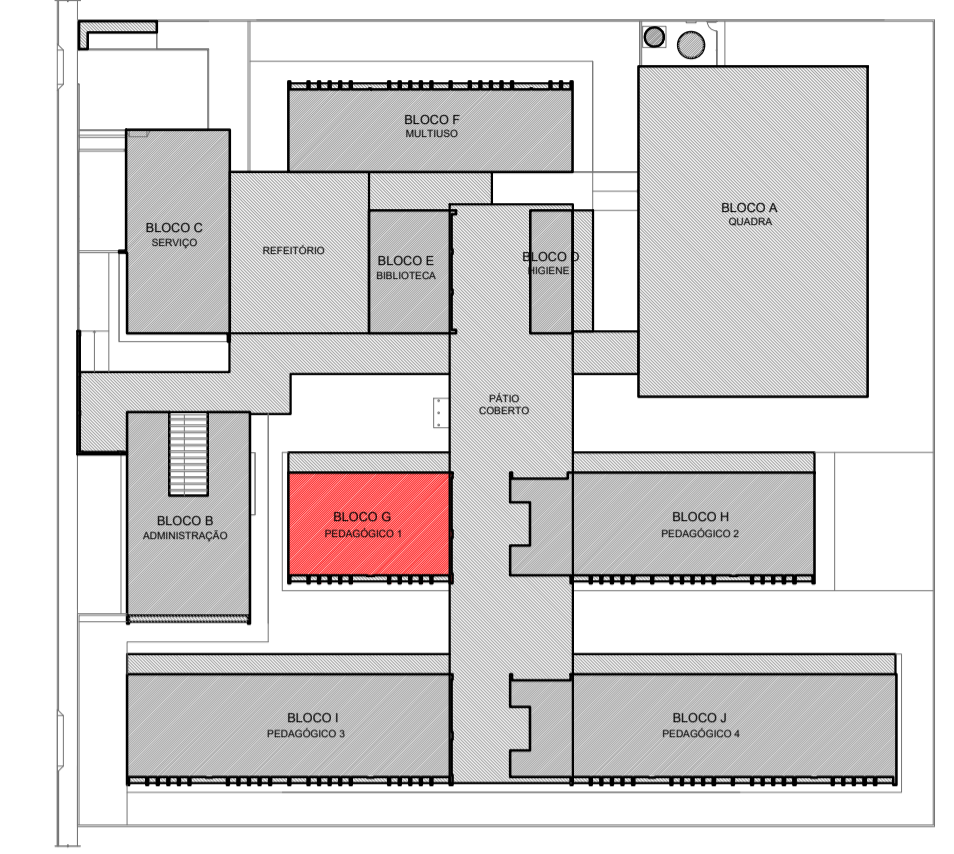 BLOCO F
MULTIUSO
BLOCO A
QUADRA
BLOCO C
SERVIÇO
REFEITÓRIO
BLOCO E
BIBLIOTECA
BLOCO D
HIGIENE
PÁTIO
COBERTO
BLOCO B
ADMINISTRAÇÃO
BLOCO G
PEDAGÓGICO 1
BLOCO H
PEDAGÓGICO 2
BLOCO I
PEDAGÓGICO 3
BLOCO J
PEDAGÓGICO 4